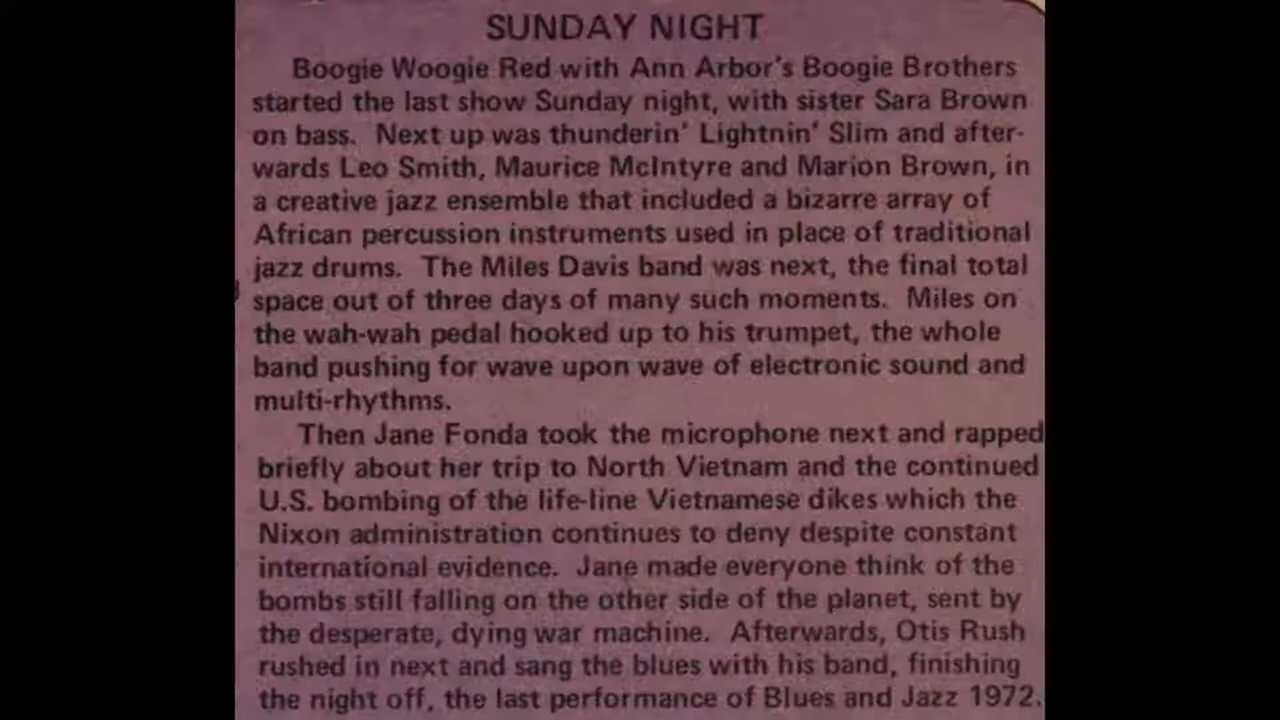 SUNDAY NIGHT
Boogie Woogie Red with Ann Arbor's Boogie Brothers
started the last show Sunday night, with sister Sara Brown
on bass. Next up was thunderin' Lightnin' Slim and after-
wards Leo Smith, Maurice McIntyre and Marion Brown, in
a creative jazz ensemble that included a bizarre array of
African percussion instruments used in place of traditional
jazz drums. The Miles Davis band was next, the final total
space out of three days of many such moments. Miles on
the wah-wah pedal hooked up to his trumpet, the whole
band pushing for wave upon wave of electronic sound and
multi-rhythms.
Then Jane Fonda took the microphone next and rapped
briefly about her trip to North Vietnam and the continued
U.S. bombing of the life-line Vietnamese dikes which the
Nixon administration continues to deny despite constant
international evidence. Jane made everyone think of the
bombs still falling on the other side of the planet, sent by
the desperate, dying war machine. Afterwards, Otis Rush
rushed in next and sang the blues with his band, finishing
the night off, the last performance of Blues and Jazz 1972.